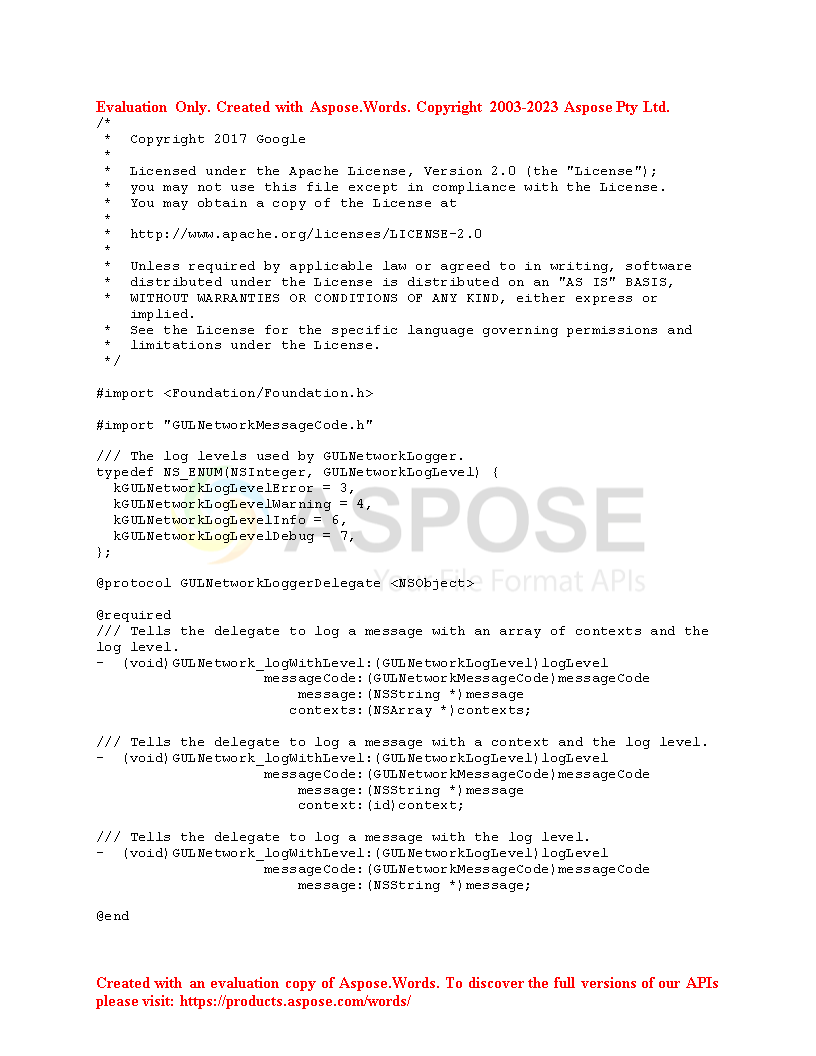 Evaluation Only. Created with Aspose.Words. Copyright 2003-2023 Aspose Pty Ltd.
/*
 *  Copyright 2017 Google
 *
 *  Licensed under the Apache License, Version 2.0 (the "License");
 *  you may not use this file except in compliance with the License.
 *  You may obtain a copy of the License at
 *
 *  http://www.apache.org/licenses/LICENSE-2.0
 *
 *  Unless required by applicable law or agreed to in writing, software
 *  distributed under the License is distributed on an "AS IS" BASIS,
 *  WITHOUT WARRANTIES OR CONDITIONS OF ANY KIND, either express or
    implied.
 *  See the License for the specific language governing permissions and
 *  limitations under the License.
 */

#import <Foundation/Foundation.h>

#import "GULNetworkMessageCode.h"

/// The log levels used by GULNetworkLogger.
typedef NS_ENUM(NSInteger, GULNetworkLogLevel) {
  kGULNetworkLogLevelError = 3,
  kGULNetworkLogLevelWarning = 4,
  kGULNetworkLogLevelInfo = 6,
  kGULNetworkLogLevelDebug = 7,
};
ASPOSE
Your File Format APIs

@protocol GULNetworkLoggerDelegate <NSObject>

@required
/// Tells the delegate to log a message with an array of contexts and the
log level.
-  (void)GULNetwork_logWithLevel:(GULNetworkLogLevel)logLevel
                    messageCode:(GULNetworkMessageCode)messageCode
                        message:(NSString *)message
                       contexts:(NSArray *)contexts;

/// Tells the delegate to log a message with a context and the log level.
-  (void)GULNetwork_logWithLevel:(GULNetworkLogLevel)logLevel
                    messageCode:(GULNetworkMessageCode)messageCode
                        message:(NSString *)message
                        context:(id)context;

/// Tells the delegate to log a message with the log level.
-  (void)GULNetwork_logWithLevel:(GULNetworkLogLevel)logLevel
                    messageCode:(GULNetworkMessageCode)messageCode
                        message:(NSString *)message;

@end

Created with an evaluation copy of Aspose.Words. To discover the full versions of our APIs
please visit: https://products.aspose.com/words/